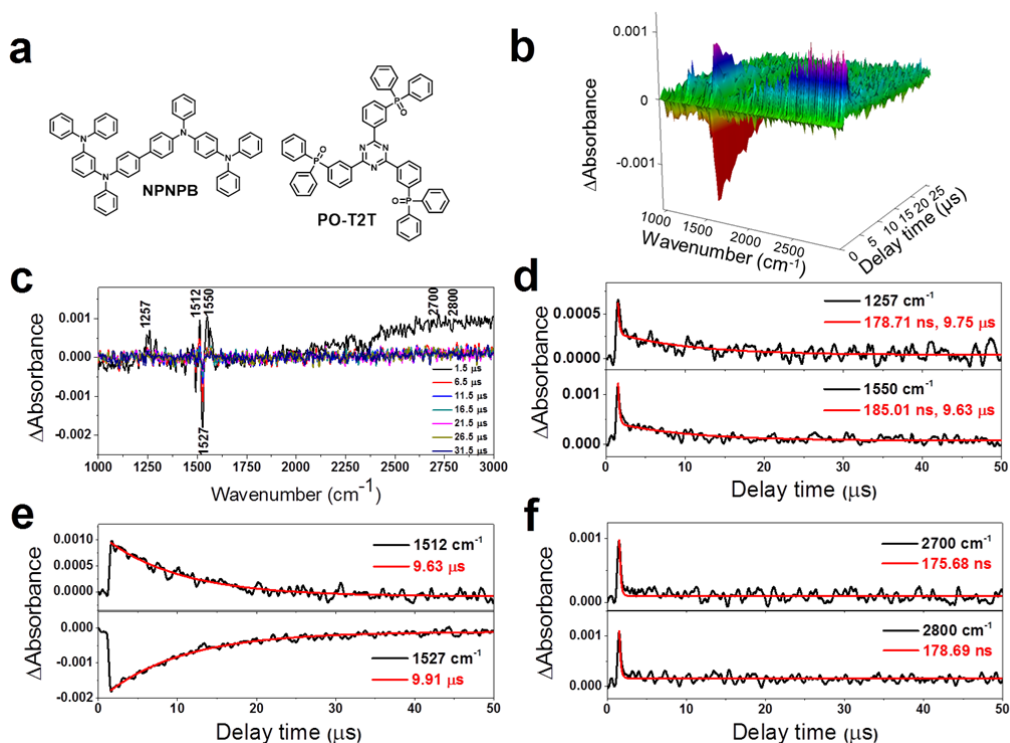 a
N
N
N
N
NPNPB
P=O
N
N
N
P
O
O=P
PO-T2T
b
0.001
0
-0.001
ΔAbsorbance
1000
1500
2000
2500
Wavenumber (cm-1)
0 5 10 15 20 25
Delay time (μs)
c
ΔAbsorbance
0.001
0.000
-0.001
-0.002
1257
1512
1550
2700
2800
1527
1.5 μs
6.5 μs
11.5 μs
16.5 μs
21.5 μs
26.5 μs
31.5 μs
1000 1250 1500 1750 2000 2250 2500 2750 3000
Wavenumber (cm-1)
d
ΔAbsorbance
0.0005
0.0000
1257 cm-1
178.71 ns, 9.75 μs
0.001
0.000
1550 cm-1
185.01 ns, 9.63 μs
0 10 20 30 40 50
Delay time (μs)
e
ΔAbsorbance
0.0010
0.0005
0.0000
1512 cm-1
9.63 μs
0.000
-0.001
-0.002
1527 cm-1
9.91 μs
0 10 20 30 40 50
Delay time (μs)
f
ΔAbsorbance
0.001
0.000
2700 cm-1
175.68 ns
0.001
0.000
2800 cm-1
178.69 ns
0 10 20 30 40 50
Delay time (μs)